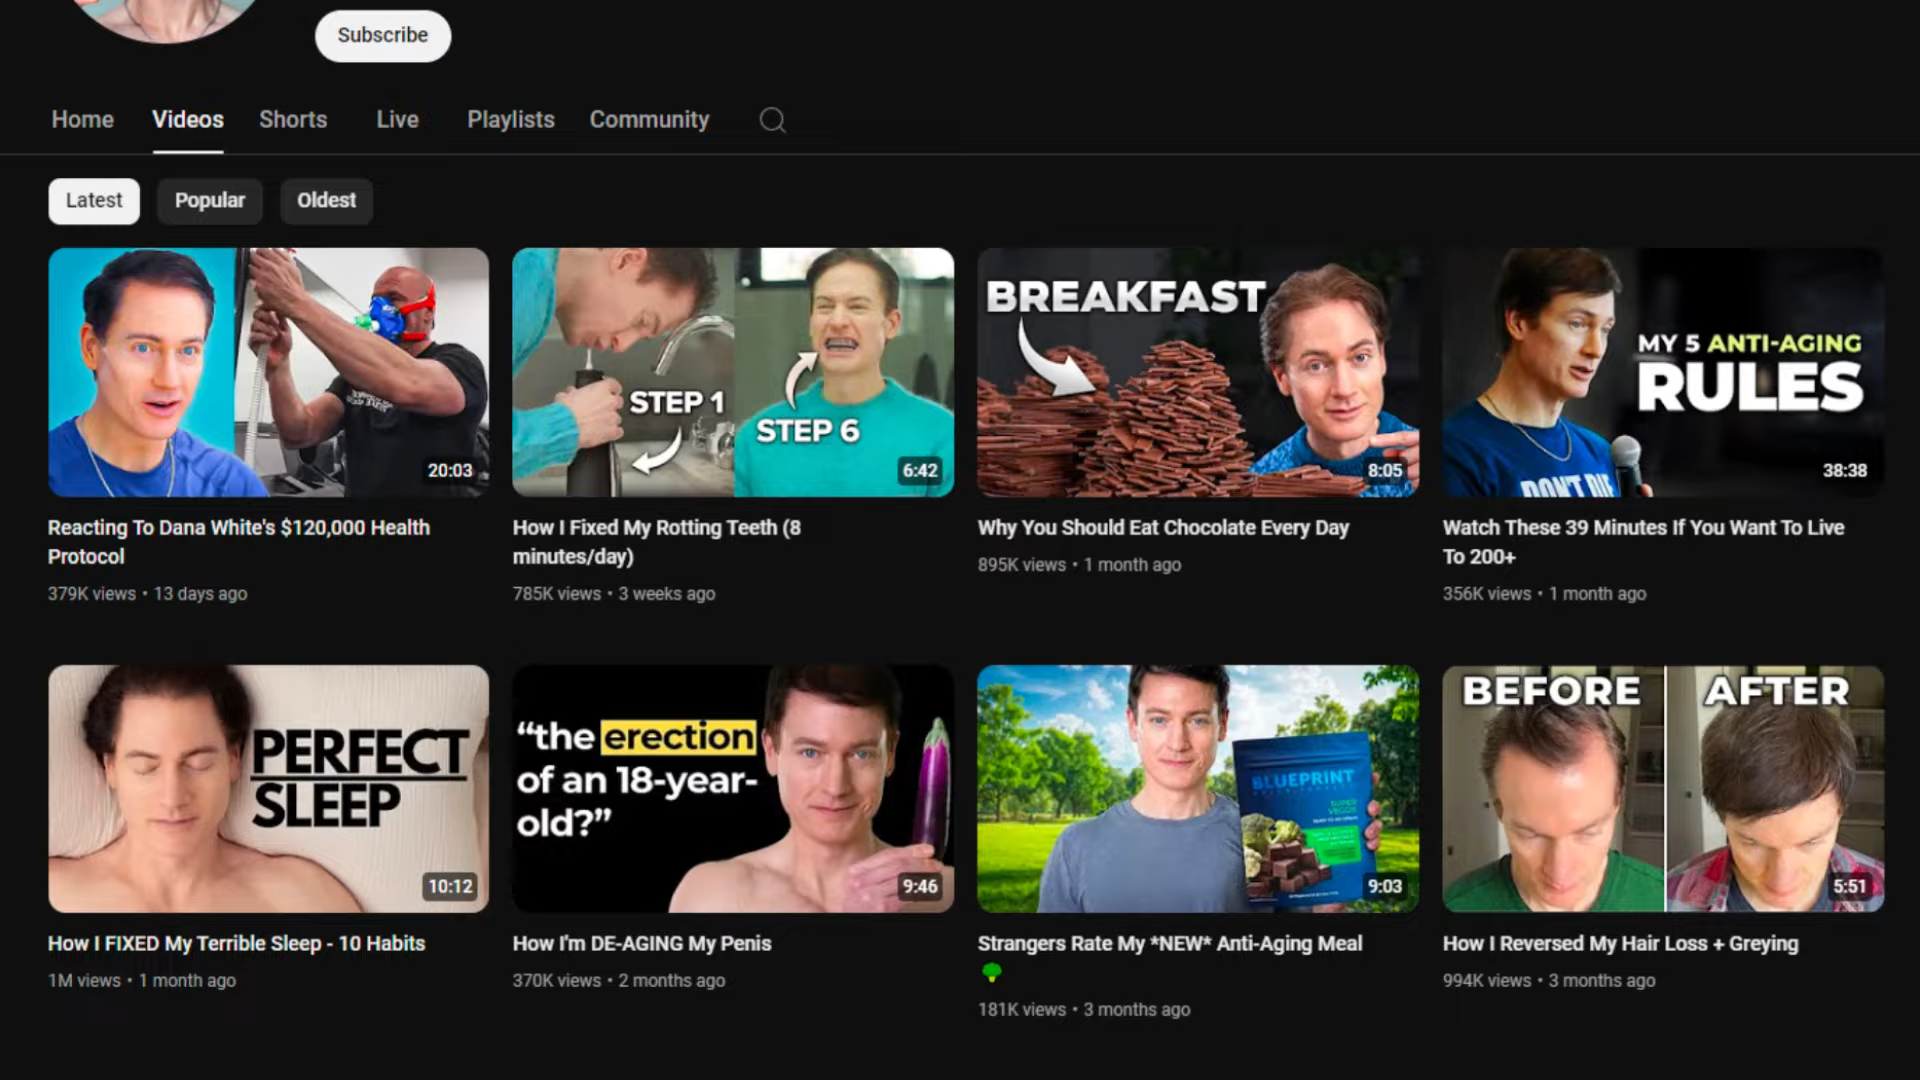 Subscribe
Home
Videos
Shorts
Live
Playlists
Community
Latest
Popular
Oldest
20:03
STEP 1
STEP 6
6:42
BREAKFAST
8:05
MY 5 ANTI-AGING
RULES
DON'T DIE
38:38
Reacting To Dana White's $120,000 Health
Protocol
379K views • 13 days ago
How I Fixed My Rotting Teeth (8
minutes/day)
785K views • 3 weeks ago
Why You Should Eat Chocolate Every Day
895K views • 1 month ago
Watch These 39 Minutes If You Want To Live
To 200+
356K views • 1 month ago
PERFECT
SLEEP
10:12
“the erection
of an 18-year-
old?”
9:46
BLUEPRINT
SUPER
VEGGIE
9:03
BEFORE
AFTER
5:51
How I FIXED My Terrible Sleep - 10 Habits
1M views • 1 month ago
How I'm DE-AGING My Penis
370K views • 2 months ago
Strangers Rate My *NEW* Anti-Aging Meal
🥦
181K views • 3 months ago
How I Reversed My Hair Loss + Greying
994K views • 3 months ago